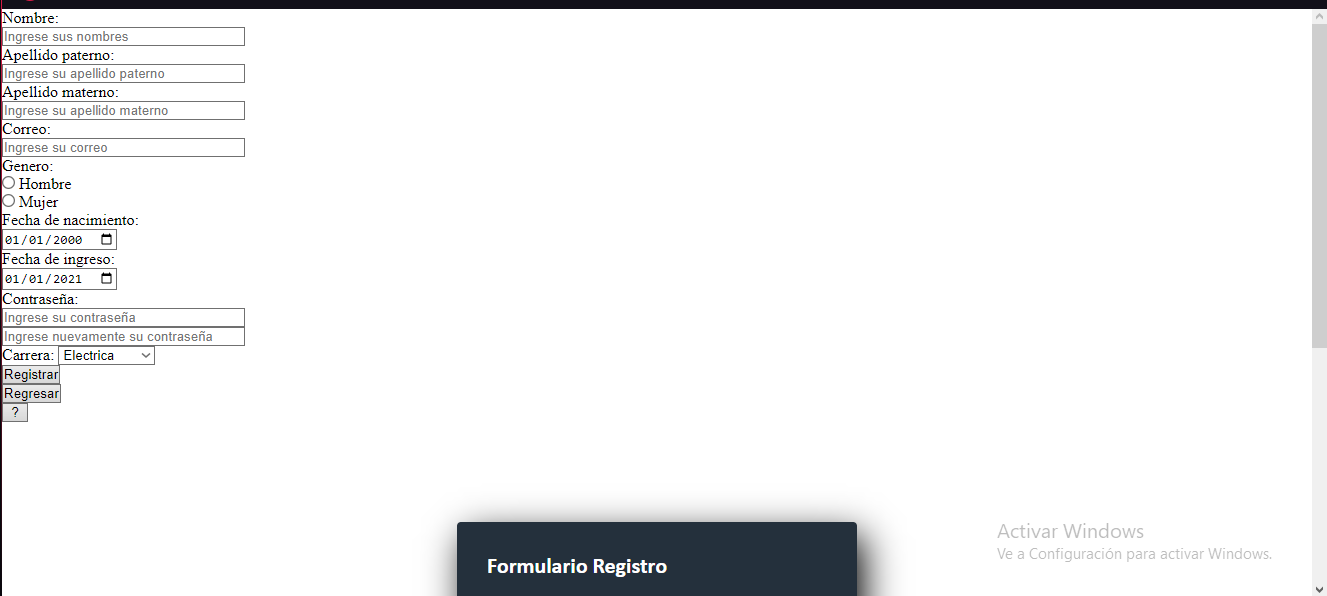 Nombre:
Ingrese sus nombres
Apellido paterno:
Ingrese su apellido paterno
Apellido materno:
Ingrese su apellido materno
Correo:
Ingrese su correo
Genero:
Hombre
Mujer
Fecha de nacimiento:
01/01/2000
Fecha de ingreso:
01/01/2021
Contraseña:
Ingrese su contraseña
Ingrese nuevamente su contraseña
Carrera: Electrica
Registrar
Regresar
?
Formulario Registro
Activar Windows
Ve a Configuración para activar Windows.